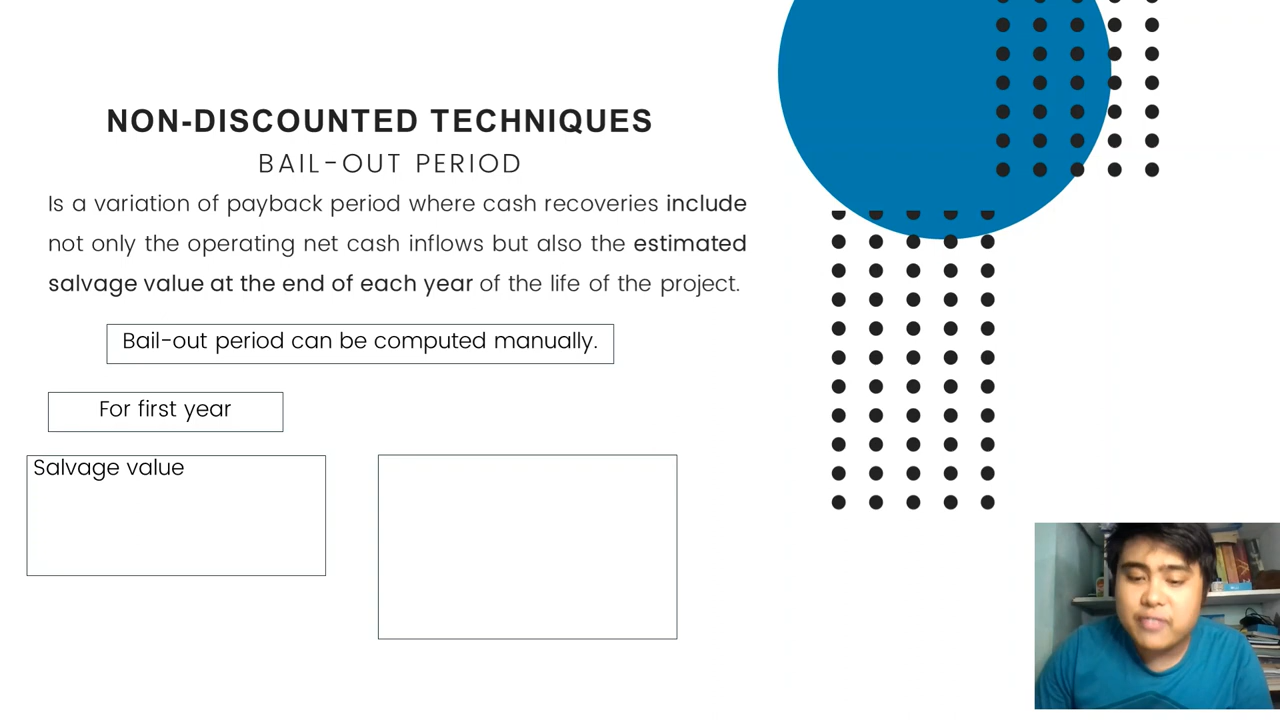 NON-DISCOUNTED TECHNIQUES
BAIL-OUT PERIOD
Is a variation of payback period where cash recoveries include
not only the operating net cash inflows but also the estimated
salvage value at the end of each year of the life of the project.
Bail-out period can be computed manually.
For first year
Salvage value